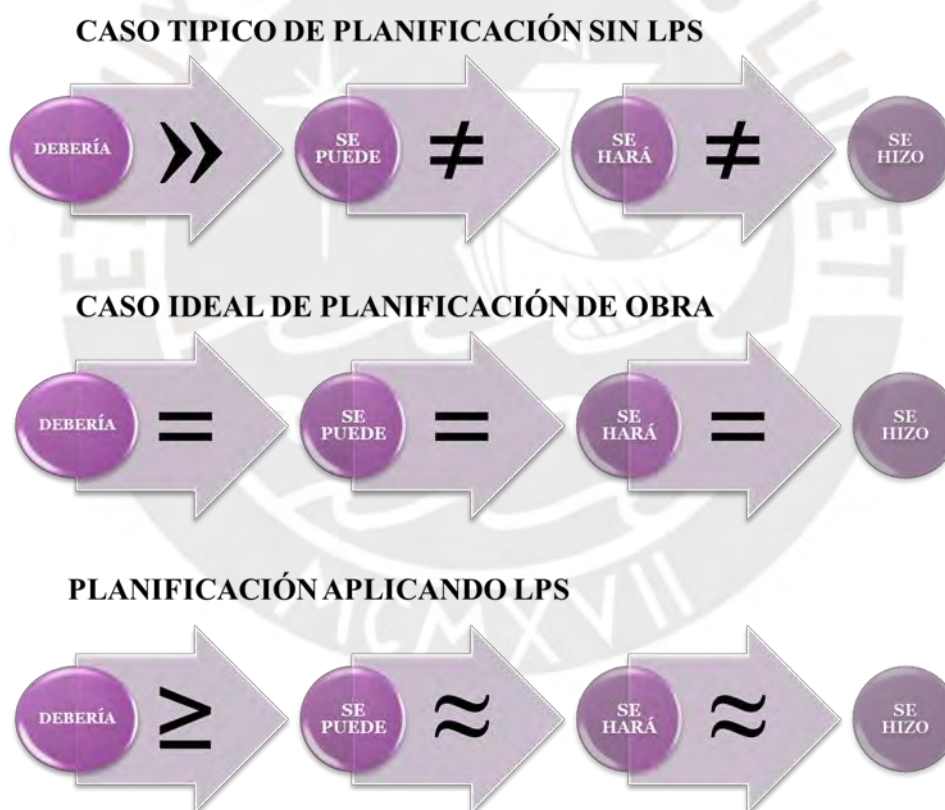 CASO TIPICO DE PLANIFICACIÓN SIN LPS
DEBERÍA » SE PUEDE ≠ SE HARÁ ≠ SE HIZO
CASO IDEAL DE PLANIFICACIÓN DE OBRA
DEBERÍA = SE PUEDE = SE HARÁ = SE HIZO
PLANIFICACIÓN APLICANDO LPS
DEBERÍA ≥ SE PUEDE ≈ SE HARÁ ≈ SE HIZO
MCMXVII